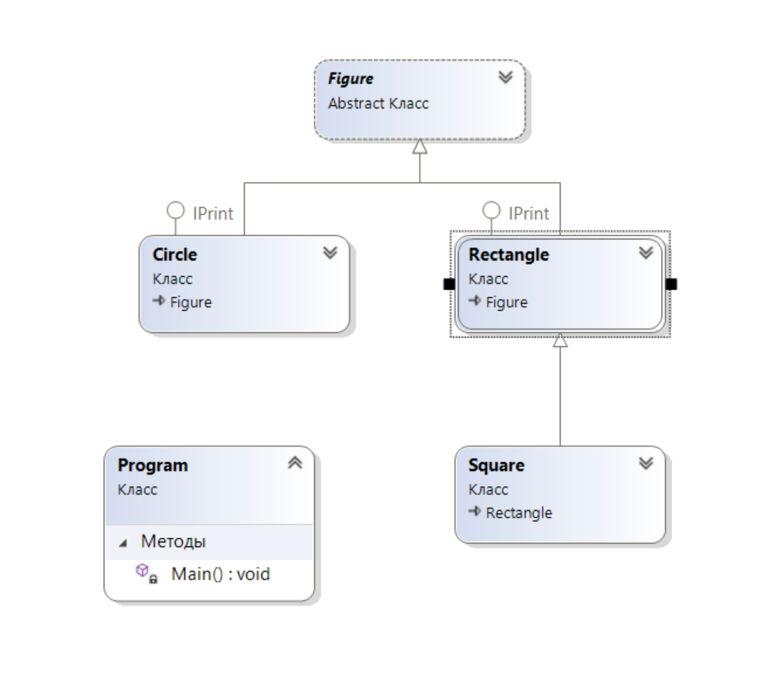 Figure
Abstract Класс
IPrint
IPrint
Circle
Класс
Figure
Rectangle
Класс
Figure
Program
Класс
Методы
Main() : void
Square
Класс
Rectangle